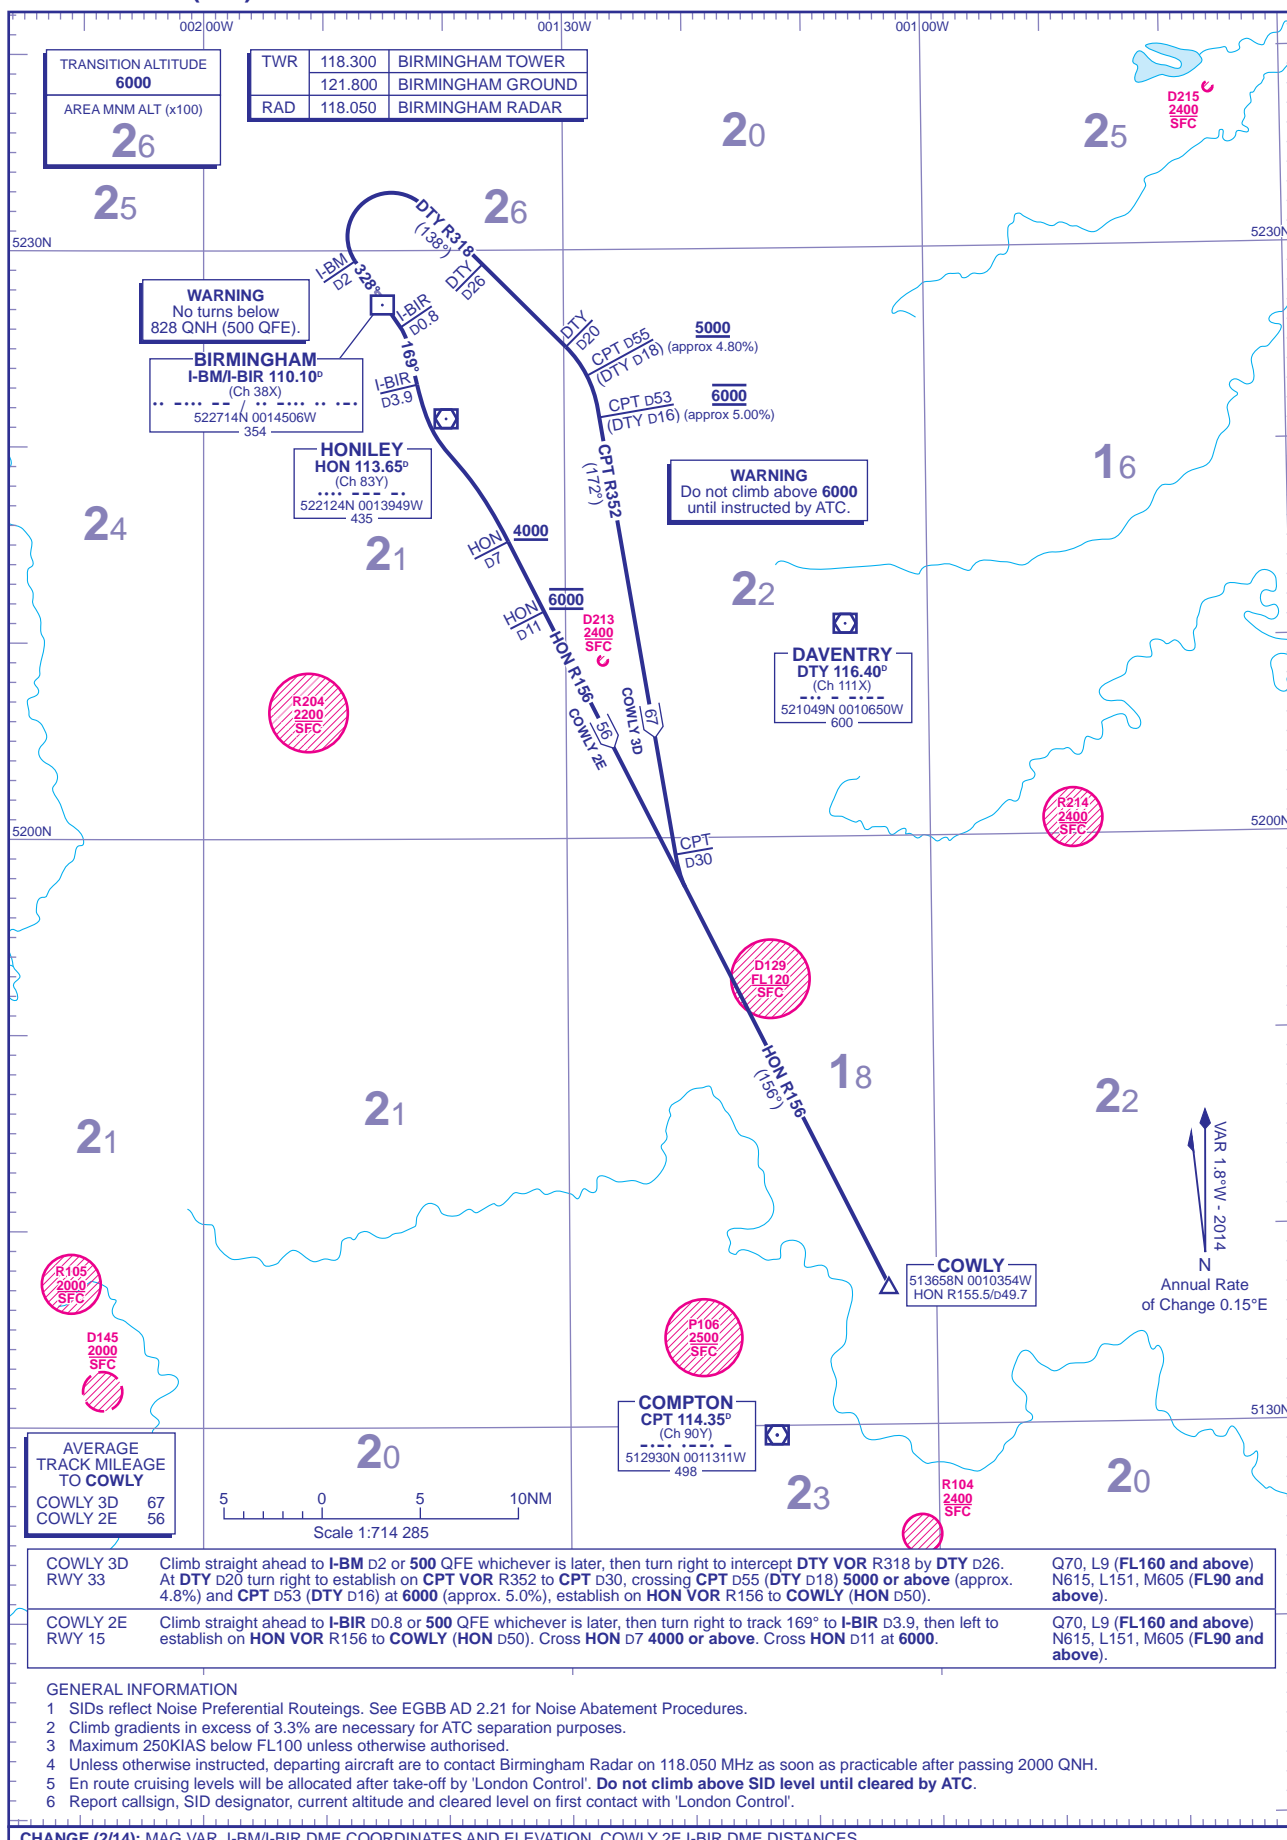 002 00W
001 30W
001 00W
TRANSITION ALTITUDE
6000
AREA MNM ALT (x100)
26
TWR 118.300 BIRMINGHAM TOWER
121.800 BIRMINGHAM GROUND
RAD 118.050 BIRMINGHAM RADAR
20
25
D215
2400
SFC
25
26
5230N
5230N
DTY R318
(138°)
DTY
D26
I-BM
D2
328°
I-BIR
D0.8
169°
I-BIR
D3.9
WARNING
No turns below
828 QNH (500 QFE).
BIRMINGHAM
I-BM/I-BIR 110.10D
(Ch 38X)
522714N 0014506W
354
DTY
D20
CPT D55
(DTY D18)
5000
(approx 4.80%)
CPT D53
(DTY D16)
6000
(approx 5.00%)
HONILEY
HON 113.65D
(Ch 83Y)
522124N 0013949W
435
CPT R352
(172°)
WARNING
Do not climb above 6000
until instructed by ATC.
16
24
21
HON
D7
4000
22
HON
D11
6000
D213
2400
SFC
HON R156
DAVENTRY
DTY 116.40D
(Ch 111X)
521049N 0010650W
600
R204
2200
SFC
56
COWLY 2E
67
COWLY 3D
R214
2400
SFC
5200N
5200N
CPT
D30
D129
FL120
SFC
HON R156
(156°)
18
21
22
21
VAR 1.8°W - 2014
N
Annual Rate
of Change 0.15°E
COWLY
513658N 0010354W
HON R155.5/D49.7
R105
2000
SFC
D145
2000
SFC
P106
2500
SFC
COMPTON
CPT 114.35D
(Ch 90Y)
512930N 0011311W
498
5130N
AVERAGE
TRACK MILEAGE
TO COWLY
COWLY 3D 67
COWLY 2E 56
20
23
20
R104
2400
SFC
5 0 5 10NM
Scale 1:714 285
COWLY 3D
RWY 33
Climb straight ahead to I-BM D2 or 500 QFE whichever is later, then turn right to intercept DTY VOR R318 by DTY D26.
At DTY D20 turn right to establish on CPT VOR R352 to CPT D30, crossing CPT D55 (DTY D18) 5000 or above (approx.
4.8%) and CPT D53 (DTY D16) at 6000 (approx. 5.0%), establish on HON VOR R156 to COWLY (HON D50).
Q70, L9 (FL160 and above)
N615, L151, M605 (FL90 and
above).
COWLY 2E
RWY 15
Climb straight ahead to I-BIR D0.8 or 500 QFE whichever is later, then turn right to track 169° to I-BIR D3.9, then left to
establish on HON VOR R156 to COWLY (HON D50). Cross HON D7 4000 or above. Cross HON D11 at 6000.
Q70, L9 (FL160 and above)
N615, L151, M605 (FL90 and
above).
GENERAL INFORMATION
1 SIDs reflect Noise Preferential Routeings. See EGBB AD 2.21 for Noise Abatement Procedures.
2 Climb gradients in excess of 3.3% are necessary for ATC separation purposes.
3 Maximum 250KIAS below FL100 unless otherwise authorised.
4 Unless otherwise instructed, departing aircraft are to contact Birmingham Radar on 118.050 MHz as soon as practicable after passing 2000 QNH.
5 En route cruising levels will be allocated after take-off by 'London Control'. Do not climb above SID level until cleared by ATC.
6 Report callsign, SID designator, current altitude and cleared level on first contact with 'London Control'.
CHANGE (2/14): MAG VAR. I-BM/I-BIR DME COORDINATES AND ELEVATION. COWLY 2E I-BIR DME DISTANCES.